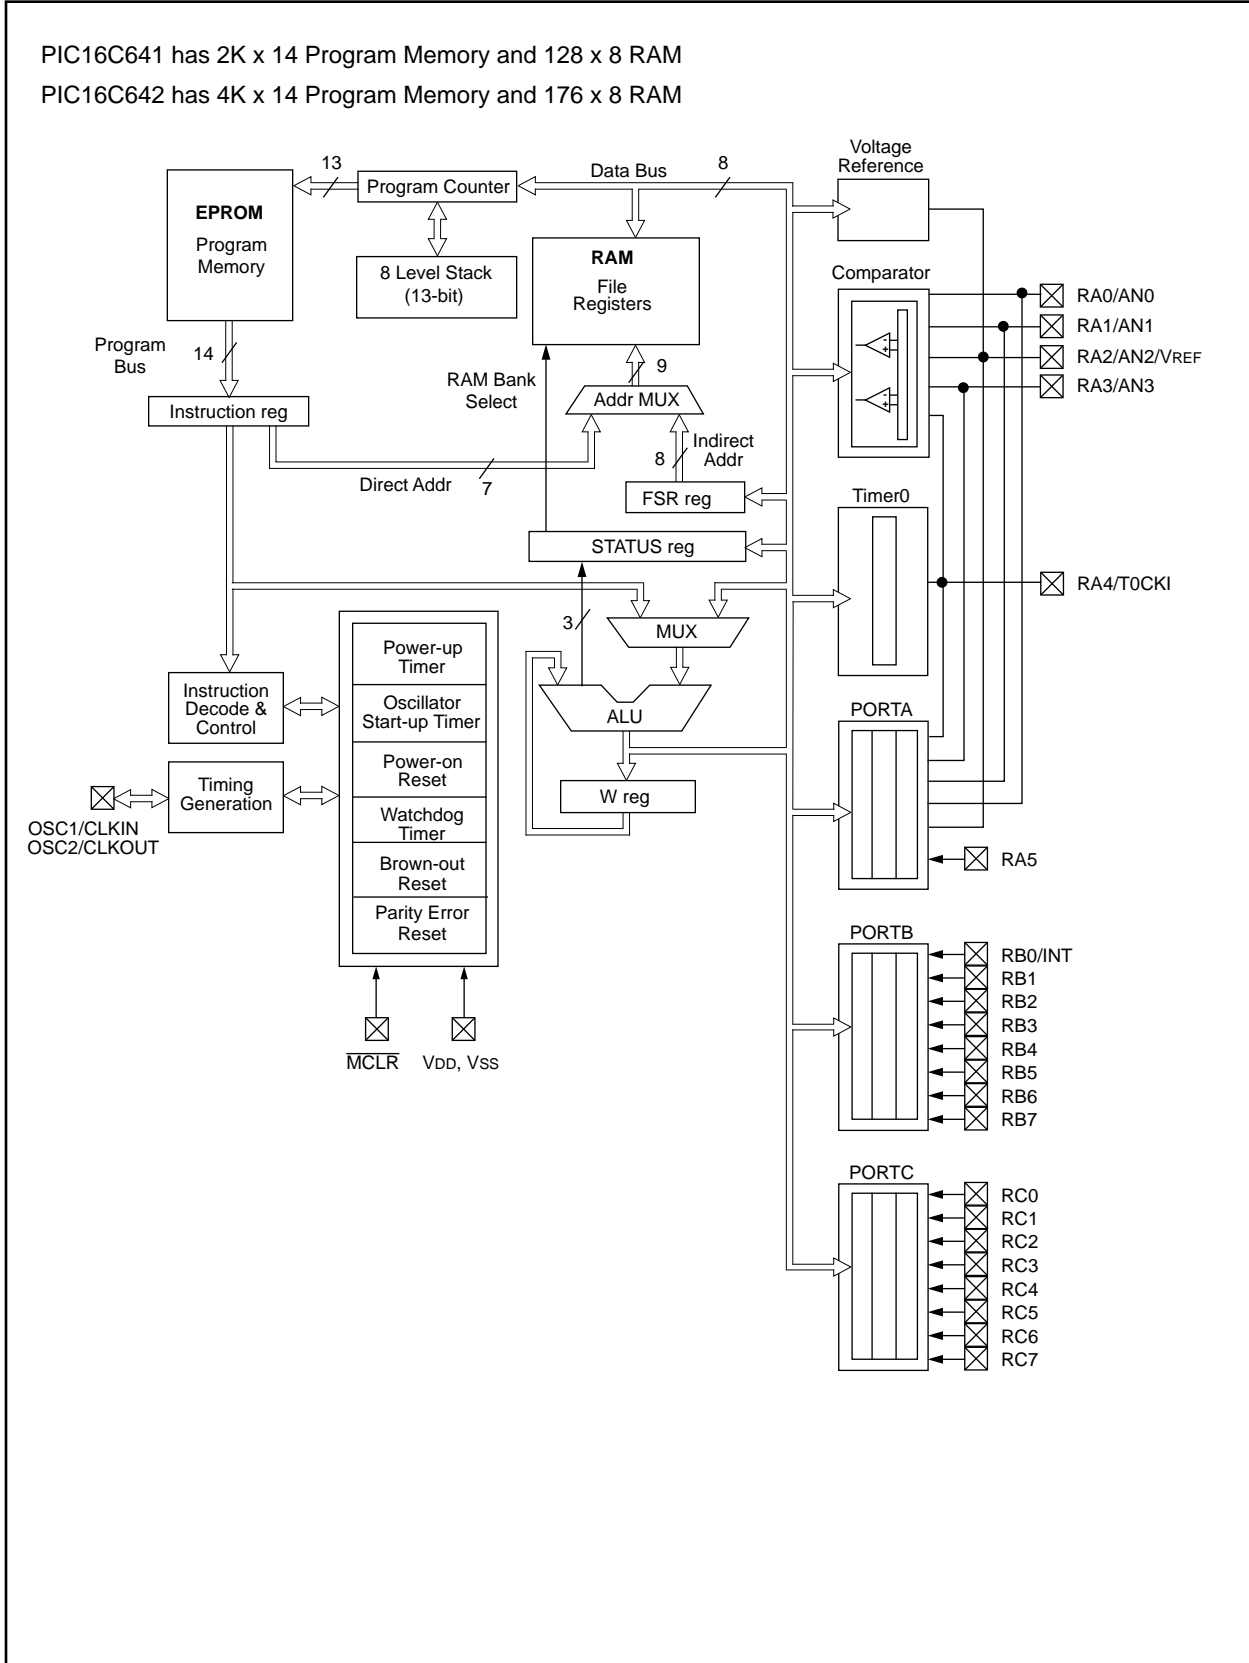 PIC16C641 has 2K x 14 Program Memory and 128 x 8 RAM
PIC16C642 has 4K x 14 Program Memory and 176 x 8 RAM
EPROM
Program
Memory
13
Program Counter
8 Level Stack
(13-bit)
Data Bus
8
RAM
File
Registers
Voltage
Reference
Comparator
-
+
-
+
RA0/AN0
RA1/AN1
RA2/AN2/VREF
RA3/AN3
Program
Bus
14
Instruction reg
RAM Bank
Select
9
Addr MUX
Direct Addr
7
8
Indirect
Addr
FSR reg
STATUS reg
Timer0
RA4/T0CKI
3
MUX
ALU
W reg
Instruction
Decode &
Control
Timing
Generation
OSC1/CLKIN
OSC2/CLKOUT
Power-up
Timer
Oscillator
Start-up Timer
Power-on
Reset
Watchdog
Timer
Brown-out
Reset
Parity Error
Reset
MCLR
VDD, VSS
PORTA
RA5
PORTB
RB0/INT
RB1
RB2
RB3
RB4
RB5
RB6
RB7
PORTC
RC0
RC1
RC2
RC3
RC4
RC5
RC6
RC7